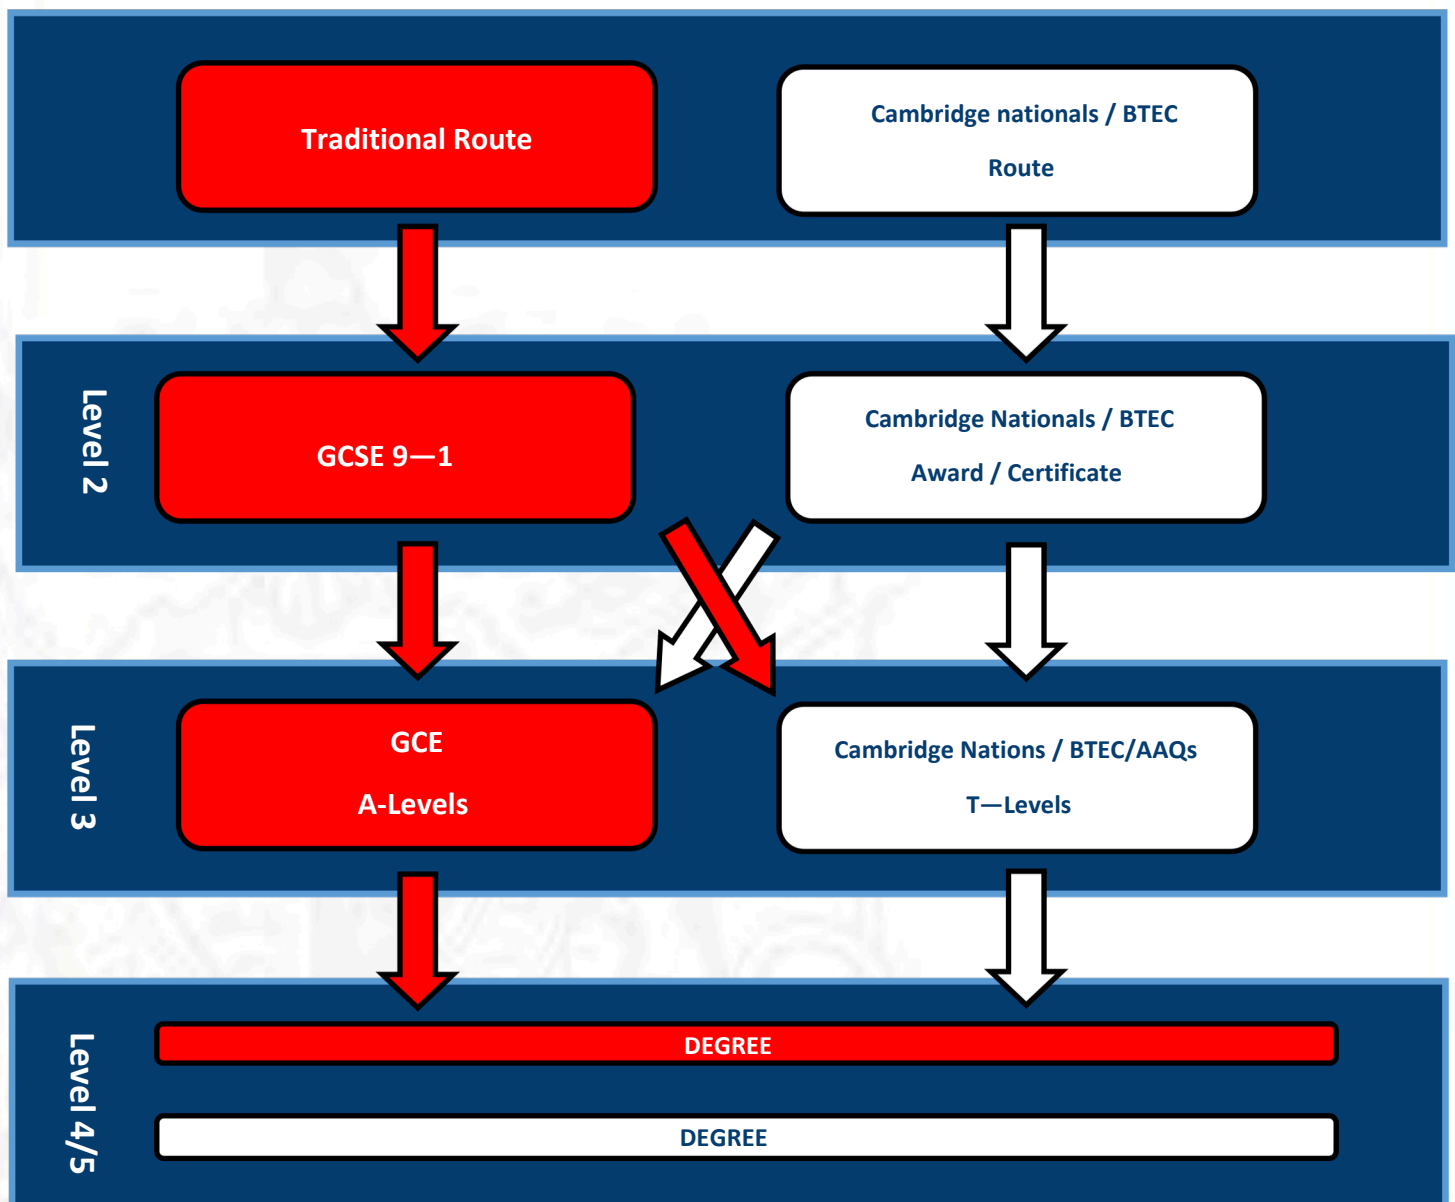 Traditional Route
Cambridge nationals / BTEC
Route
Level 2
GCSE 9—1
Cambridge Nationals / BTEC
Award / Certificate
Level 3
GCE
A-Levels
Cambridge Nations / BTEC/AAQs
T—Levels
Level 4/5
DEGREE
DEGREE